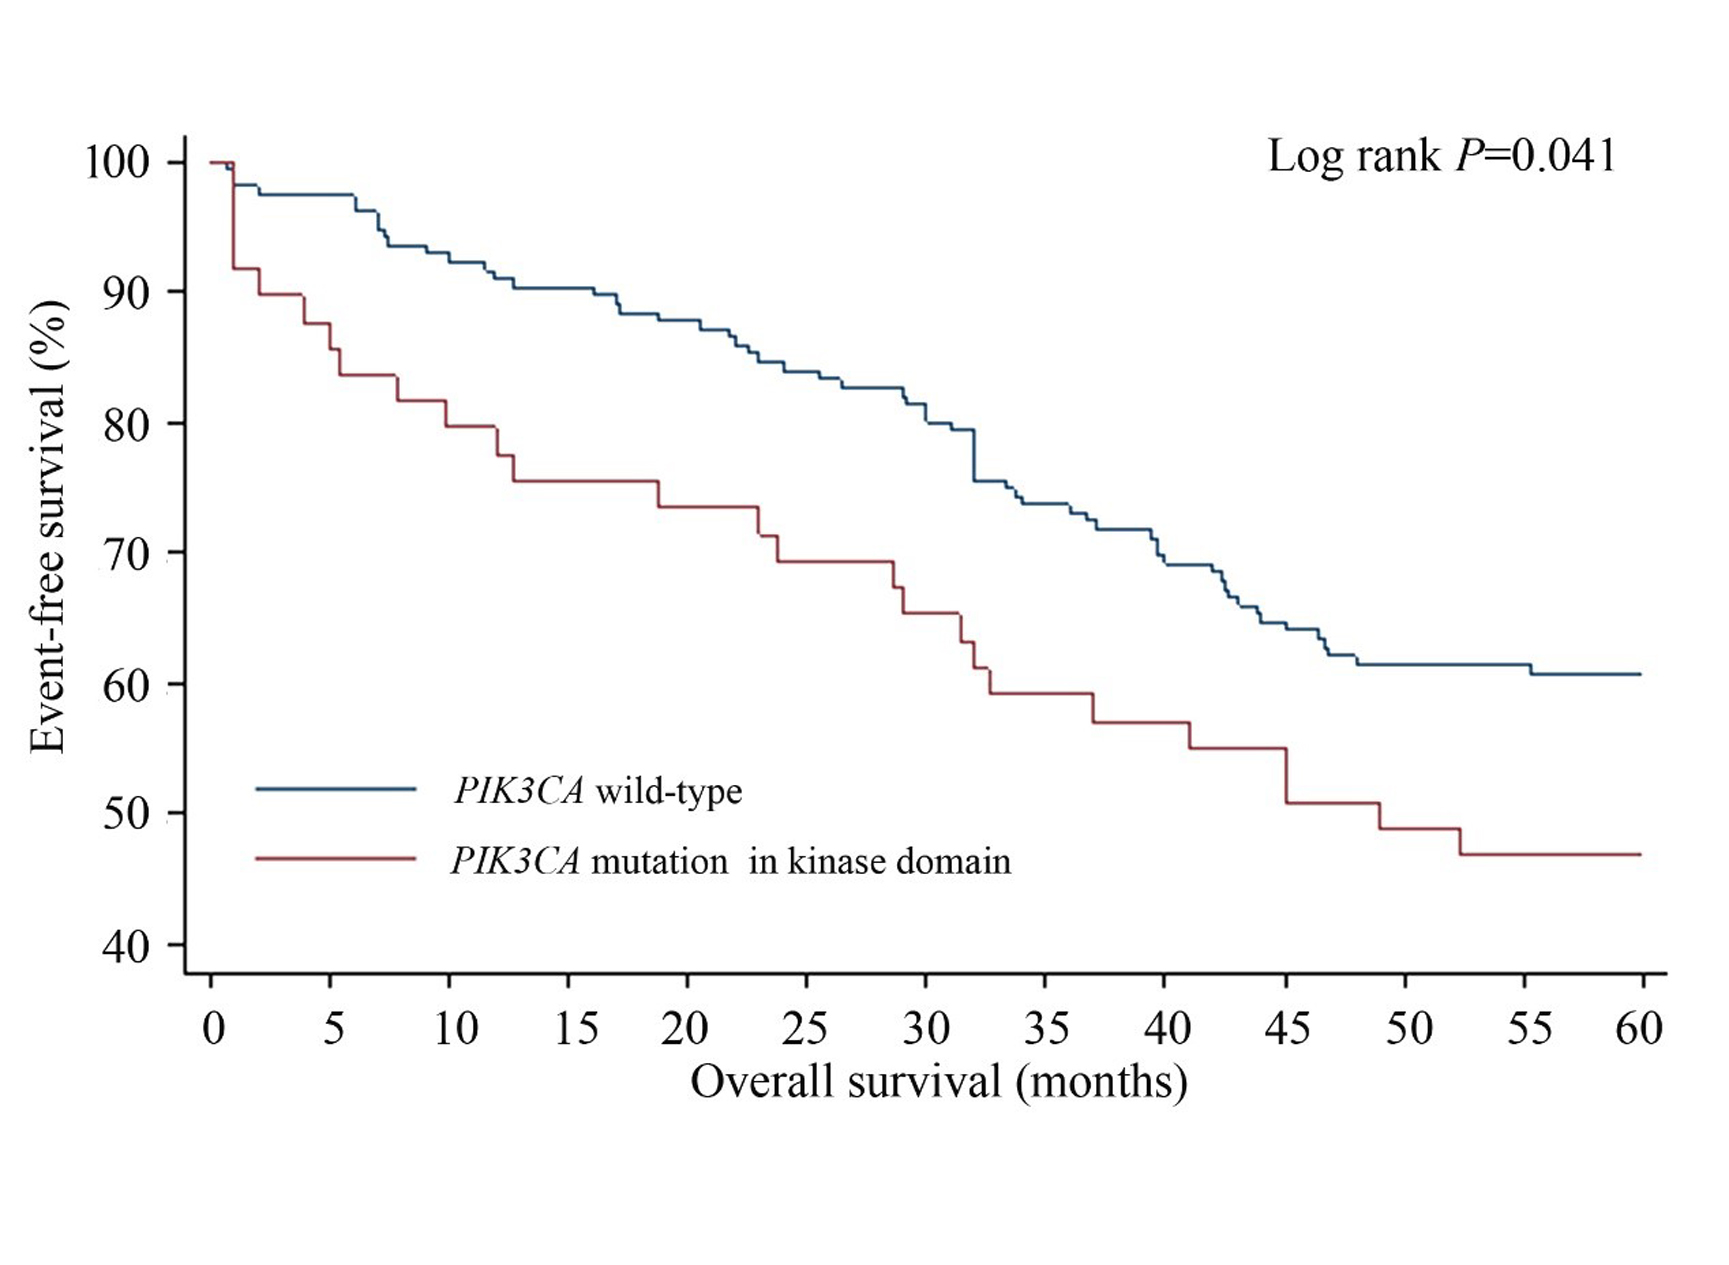 Log rank P=0.041
100
90
80
70
60
50
40
Event-free survival (%)
PIK3CA wild-type
PIK3CA mutation in kinase domain
0 5 10 15 20 25 30 35 40 45 50 55 60
Overall survival (months)